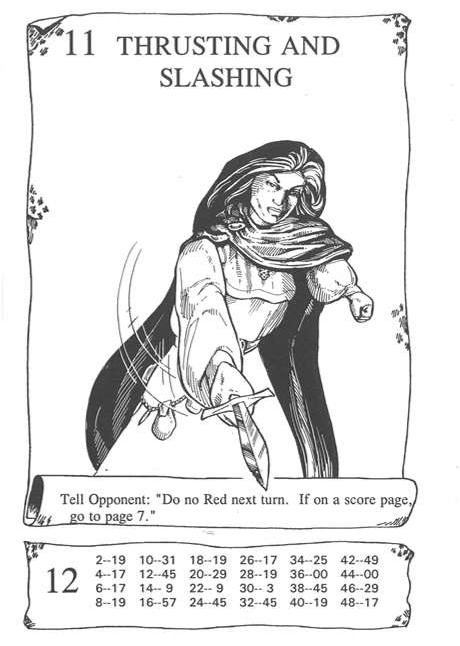 11 THRUSTING AND
SLASHING
Tell Opponent: "Do no Red next turn. If on a score page,
go to page 7."
12
2--19 10--31 18--19 26--17 34--25 42--49
4--17 12--45 20--29 28--19 36--00 44--00
6--17 14-- 9 22-- 9 30-- 3 38--45 46--29
8--19 16--57 24--45 32--45 40--19 48--17